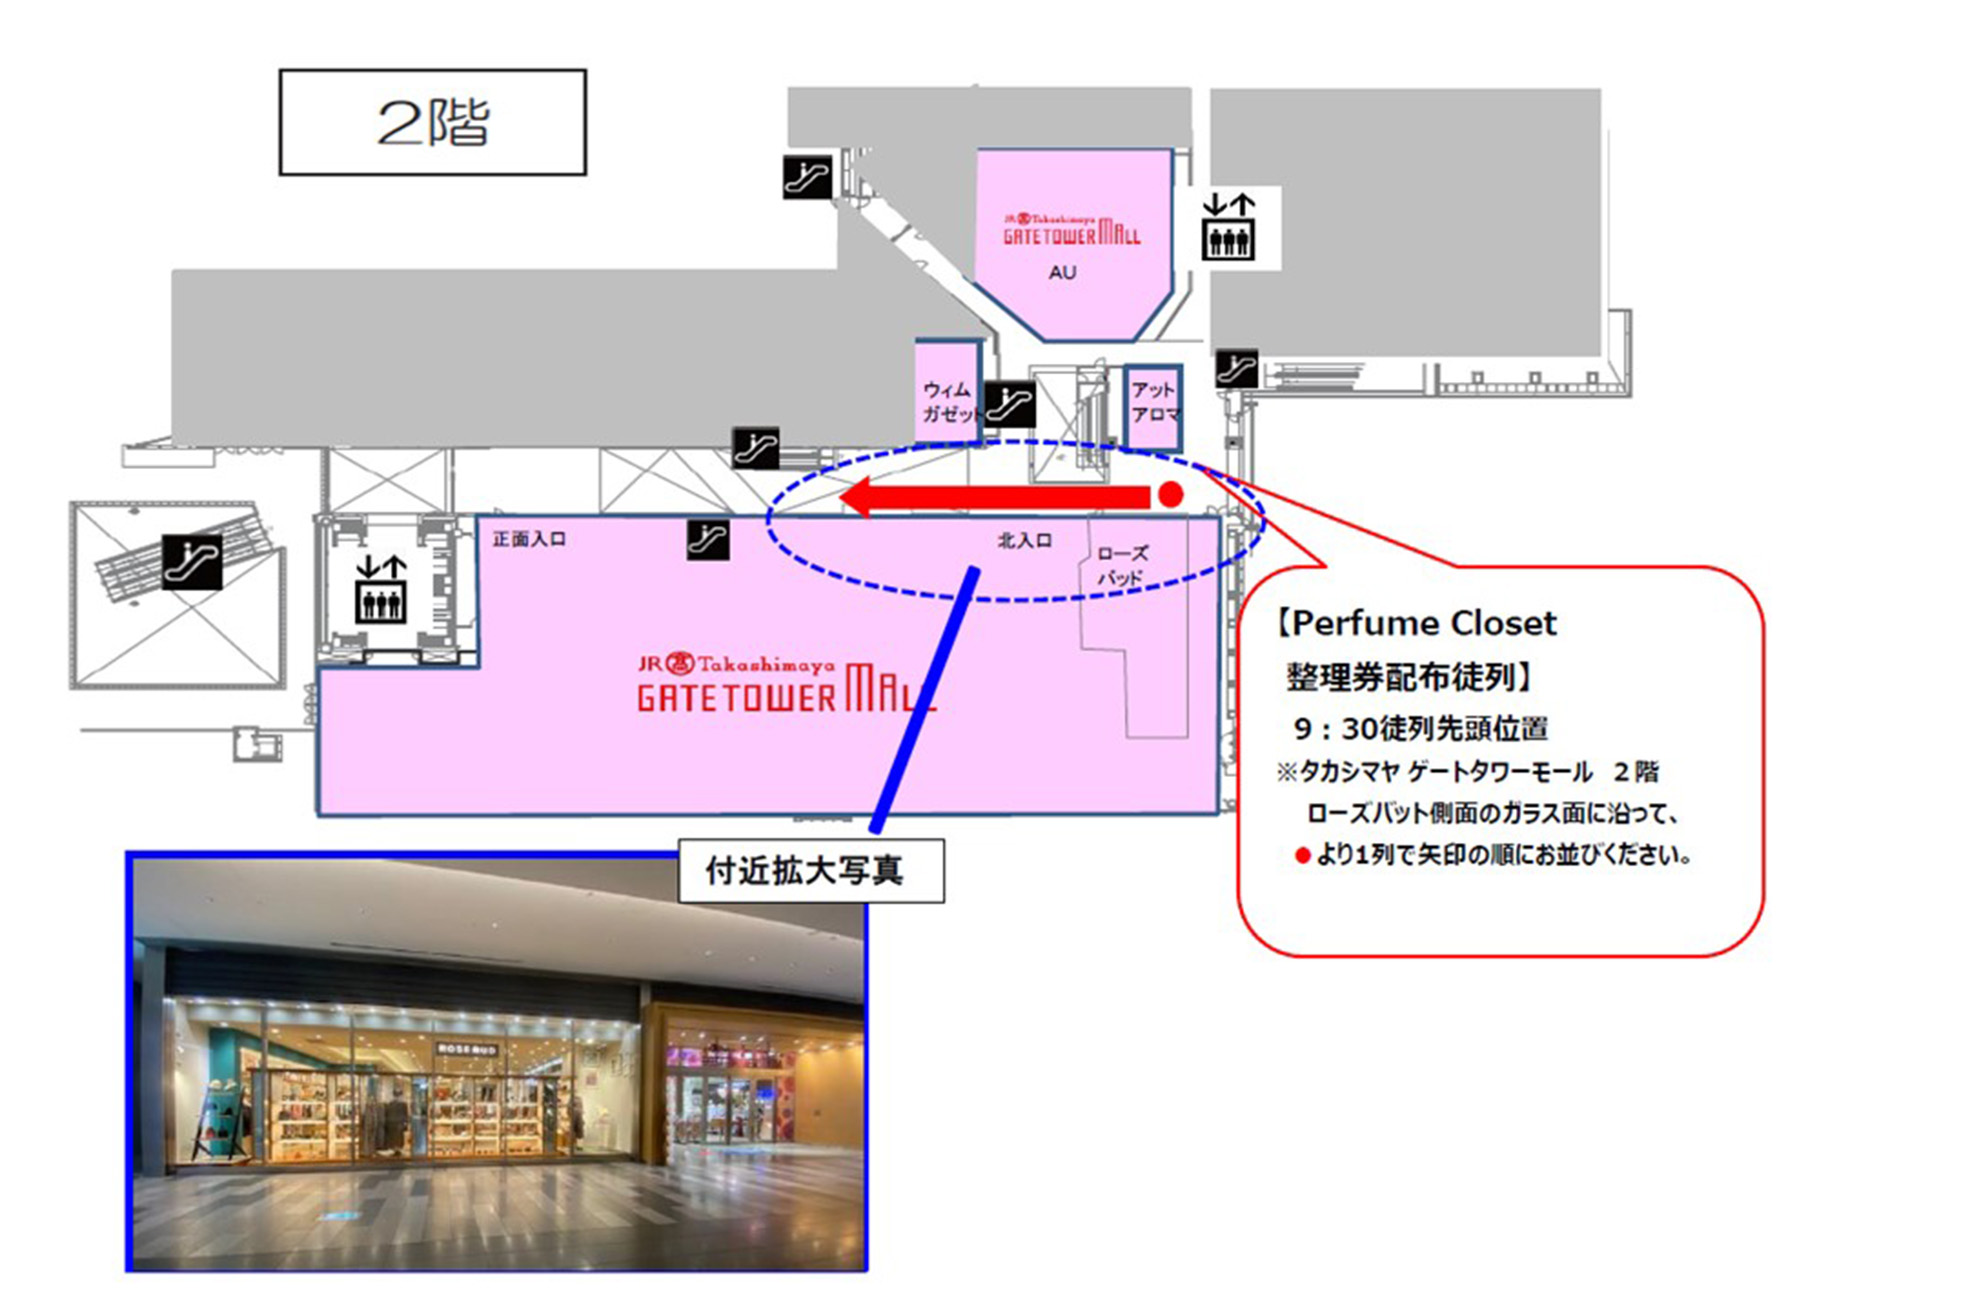 2階
JR 髙 Takashimaya
GATE TOWER MALL
AU
ウィム
ガゼット
アット
アロマ
正面入口
北入口
ローズ
バッド
JR 髙 Takashimaya
GATE TOWER MALL
【Perfume Closet
整理券配布徒列】
9：30徒列先頭位置
※タカシマヤ ゲートタワーモール　2階
ローズバット側面のガラス面に沿って、
●より1列で矢印の順にお並びください。
付近拡大写真
ROSE BUD